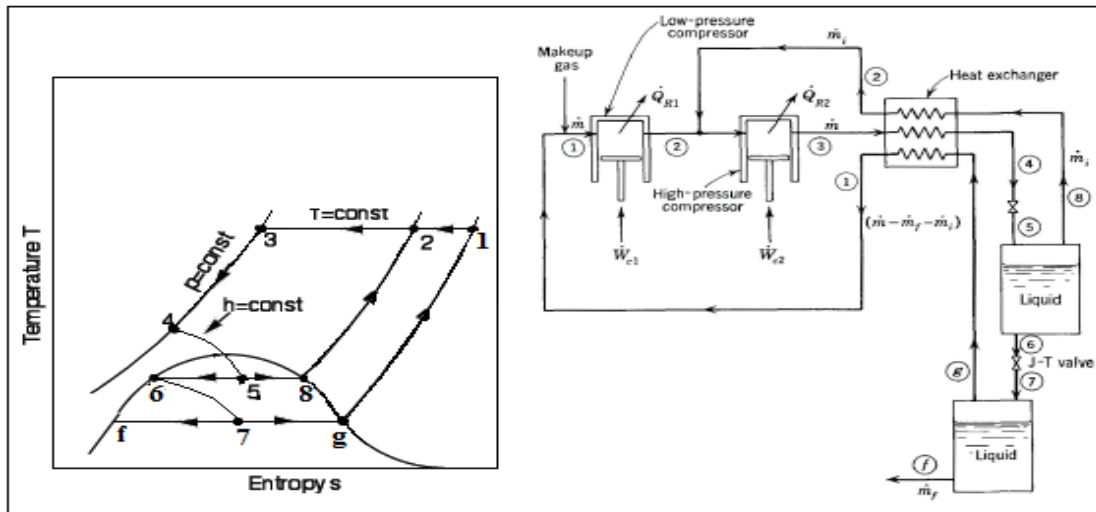 Temperature T
Entropy s
T=const
p=const
h=const
1
2
3
4
5
6
7
8
f
g
Low-pressure
compressor
Makeup
gas
ṁ
1
Q̇R1
2
Ẇc1
High-pressure
compressor
Q̇R2
ṁ
3
Ẇc2
ṁi
2
Heat exchanger
1
(ṁ − ṁf − ṁi)
4
5
ṁi
8
Liquid
6
J-T valve
7
g
Liquid
f
ṁf